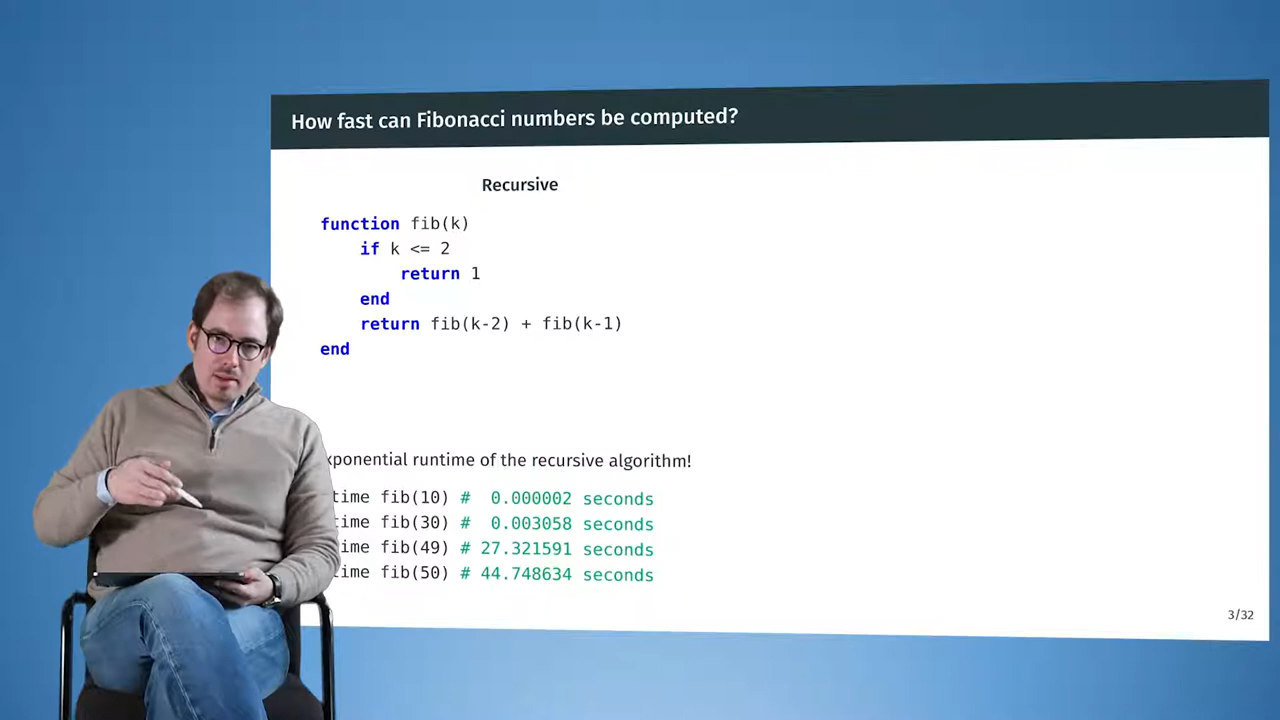 How fast can Fibonacci numbers be computed?
Recursive
function fib(k)
if k <= 2
return 1
end
return fib(k-2) + fib(k-1)
end
xponential runtime of the recursive algorithm!
time fib(10) # 0.000002 seconds
time fib(30) # 0.003058 seconds
time fib(49) # 27.321591 seconds
time fib(50) # 44.748634 seconds
3/32